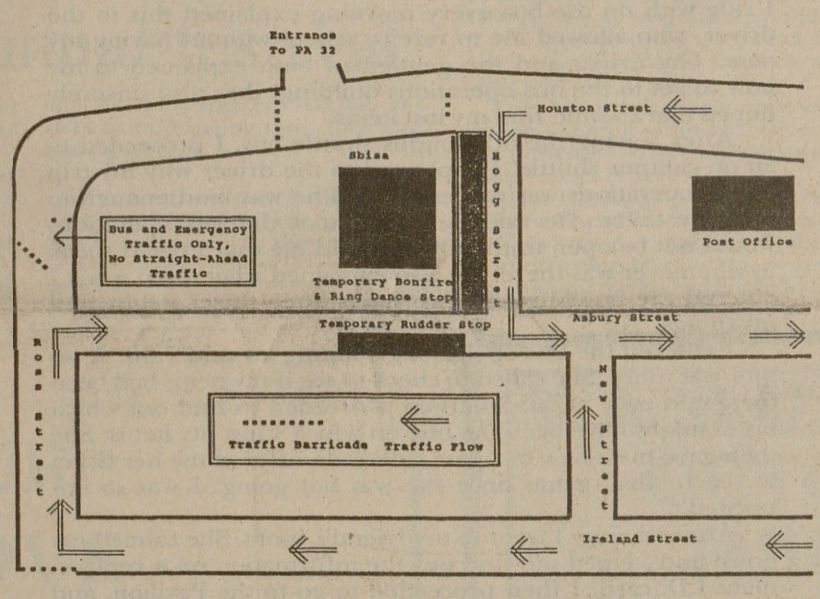 Entrance
To PA 32
Houston Street
Sbisa
Hogg Street
Bus and Emergency
Traffic Only,
No Straight-Ahead
Traffic
Post Office
Temporary Bonfire
& Ring Dance Stop
Temporary Rudder Stop
Asbury Street
Ross Street
New Street
Traffic Barricade
Traffic Flow
Ireland Street